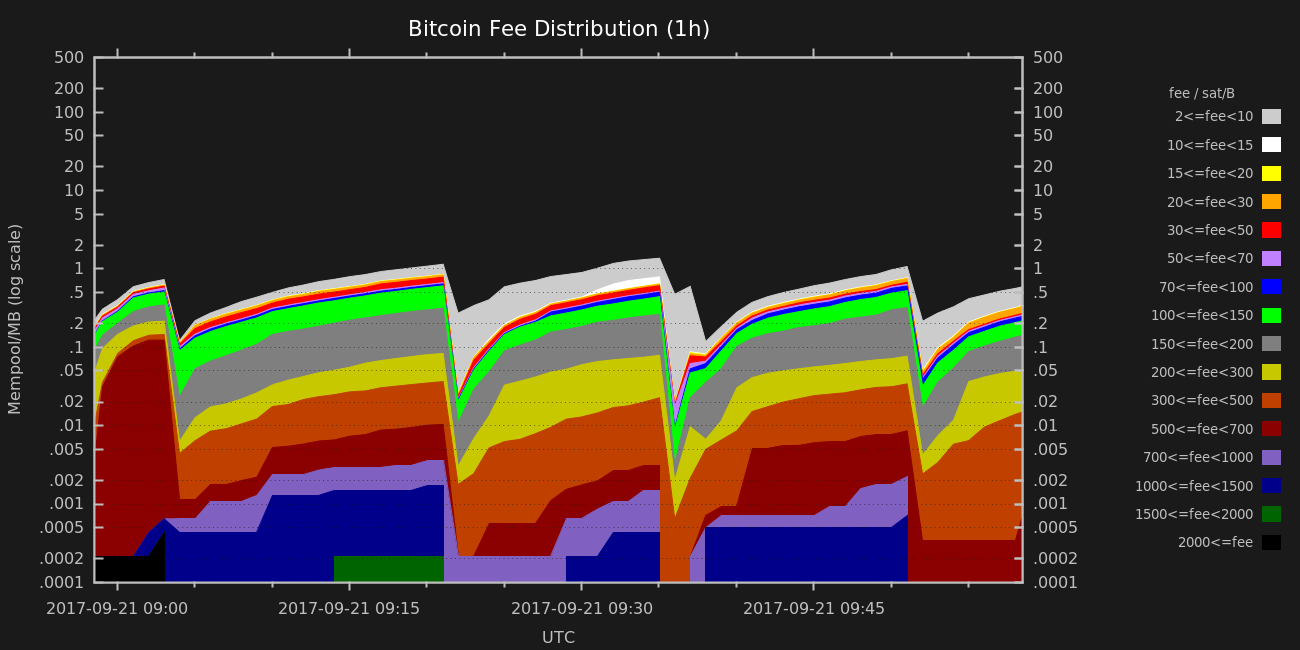 Bitcoin Fee Distribution (1h)
Mempool/MB (log scale)
500
200
100
50
20
10
5
2
1
.5
.2
.1
.05
.02
.01
.005
.002
.001
.0005
.0002
.0001
500
200
100
50
20
10
5
2
1
.5
.2
.1
.05
.02
.01
.005
.002
.001
.0005
.0002
.0001
fee / sat/B
2<=fee<10
10<=fee<15
15<=fee<20
20<=fee<30
30<=fee<50
50<=fee<70
70<=fee<100
100<=fee<150
150<=fee<200
200<=fee<300
300<=fee<500
500<=fee<700
700<=fee<1000
1000<=fee<1500
1500<=fee<2000
2000<=fee
2017-09-21 09:00 2017-09-21 09:15 2017-09-21 09:30 2017-09-21 09:45
UTC